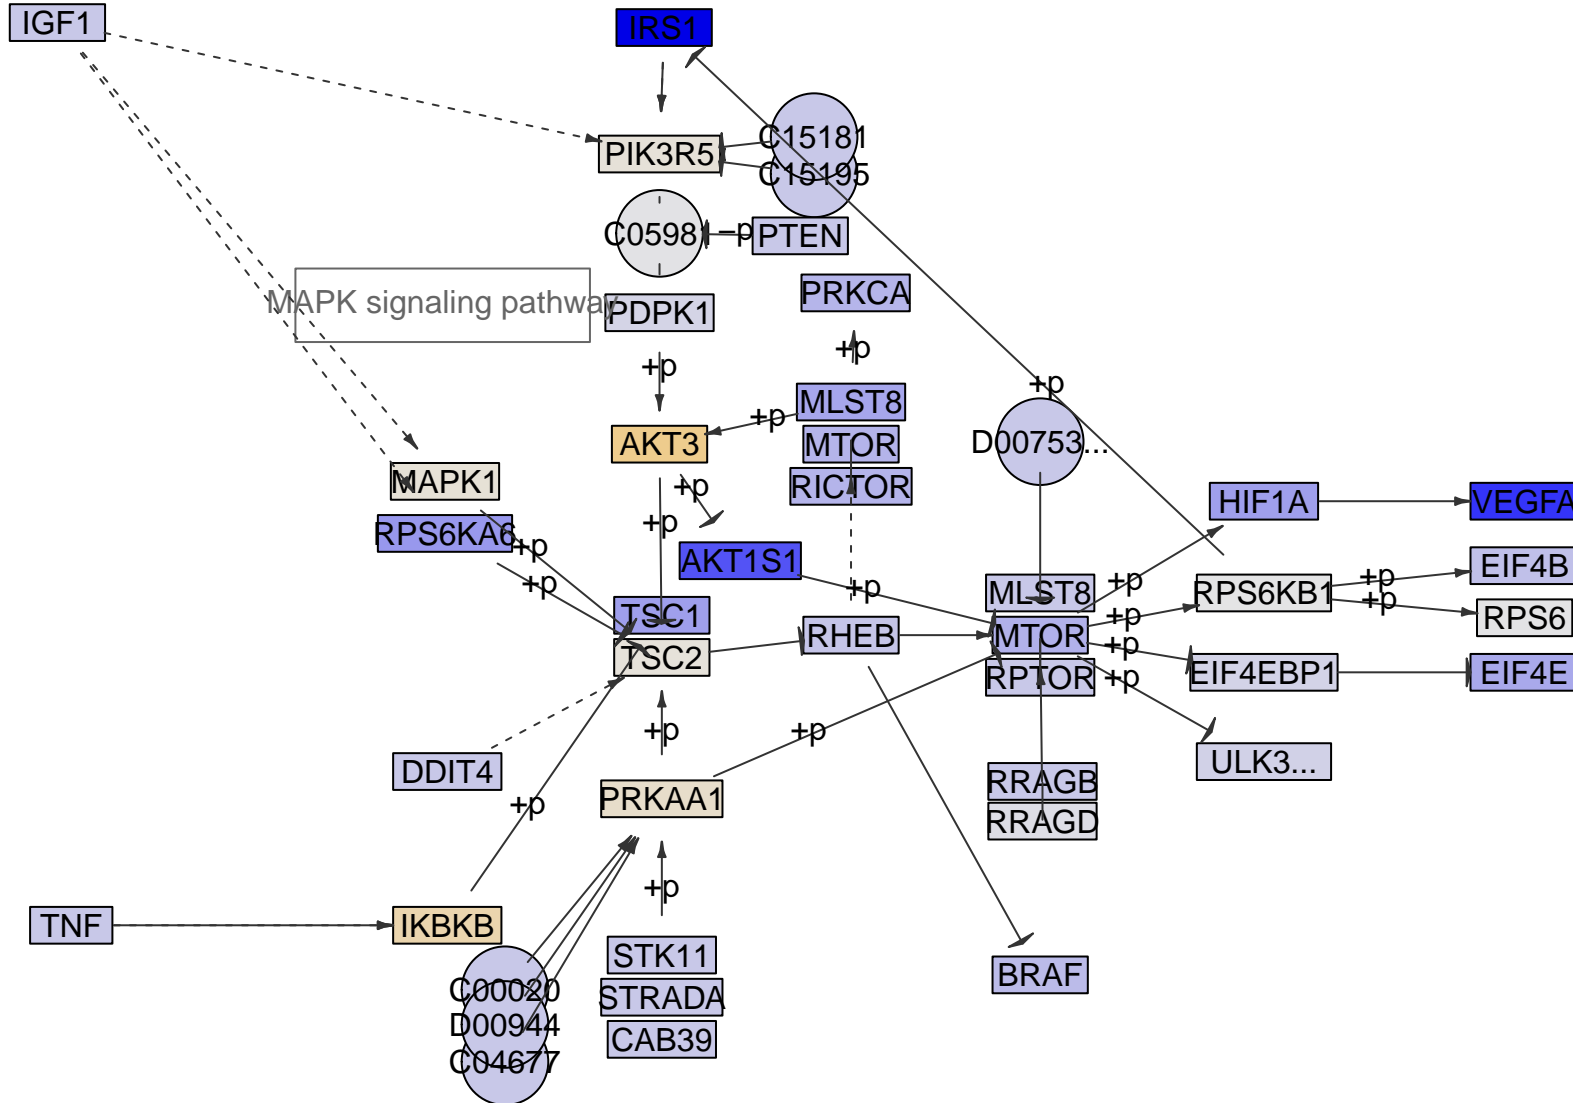 IGF1
IRS1
PIK3R5
C15181
C15195
C0598
-p
PTEN
MAPK signaling pathway
PDPK1
PRKCA
+p
+p
+p
MLST8
+p
AKT3
MTOR
D00753...
MAPK1
+p
RICTOR
HIF1A
VEGFA
RPS6KA6
+p
+p
AKT1S1
EIF4B
+p
+p
+p
+p
MLST8
RPS6KB1
+p
TSC1
+p
RPS6
RHEB
MTOR
+p
TSC2
RPTOR
+p
EIF4EBP1
EIF4E
+p
+p
DDIT4
ULK3...
RRAGB
+p
PRKAA1
RRAGD
+p
TNF
IKBKB
STK11
BRAF
C00020
STRADA
D00944
CAB39
C04677